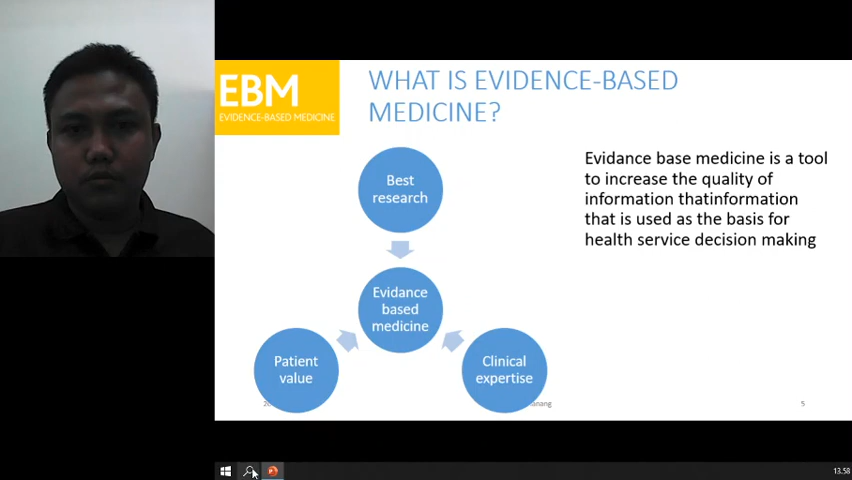 EBM
EVIDENCE-BASED MEDICINE
WHAT IS EVIDENCE-BASED
MEDICINE?
Best
research
Evidance
based
medicine
Patient
value
Clinical
expertise
Evidance base medicine is a tool
to increase the quality of
information thatinformation
that is used as the basis for
health service decision making
5
13.58